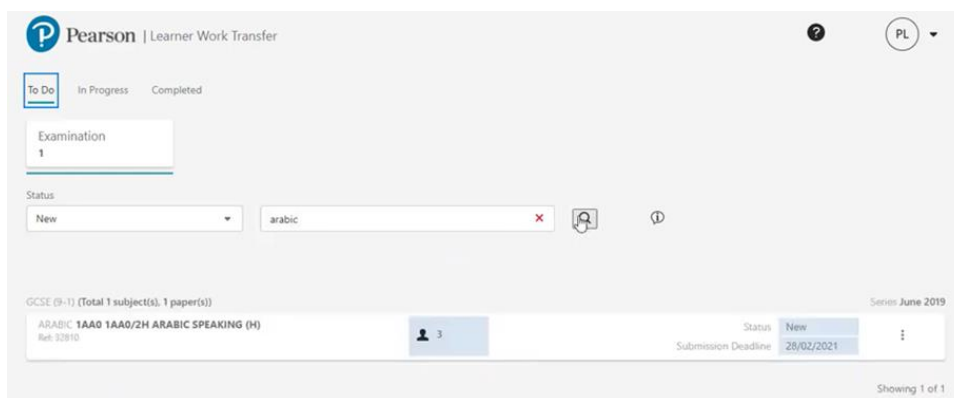 Pearson | Learner Work Transfer
?
PL
To Do In Progress Completed
Examination
1
Status
New arabic
GCSE (9-1) (Total 1 subject(s), 1 paper(s)) Series June 2019
ARABIC 1AA0 1AA0/2H ARABIC SPEAKING (H) 3 Status New
Ref: 32810 Submission Deadline 28/02/2021
Showing 1 of 1